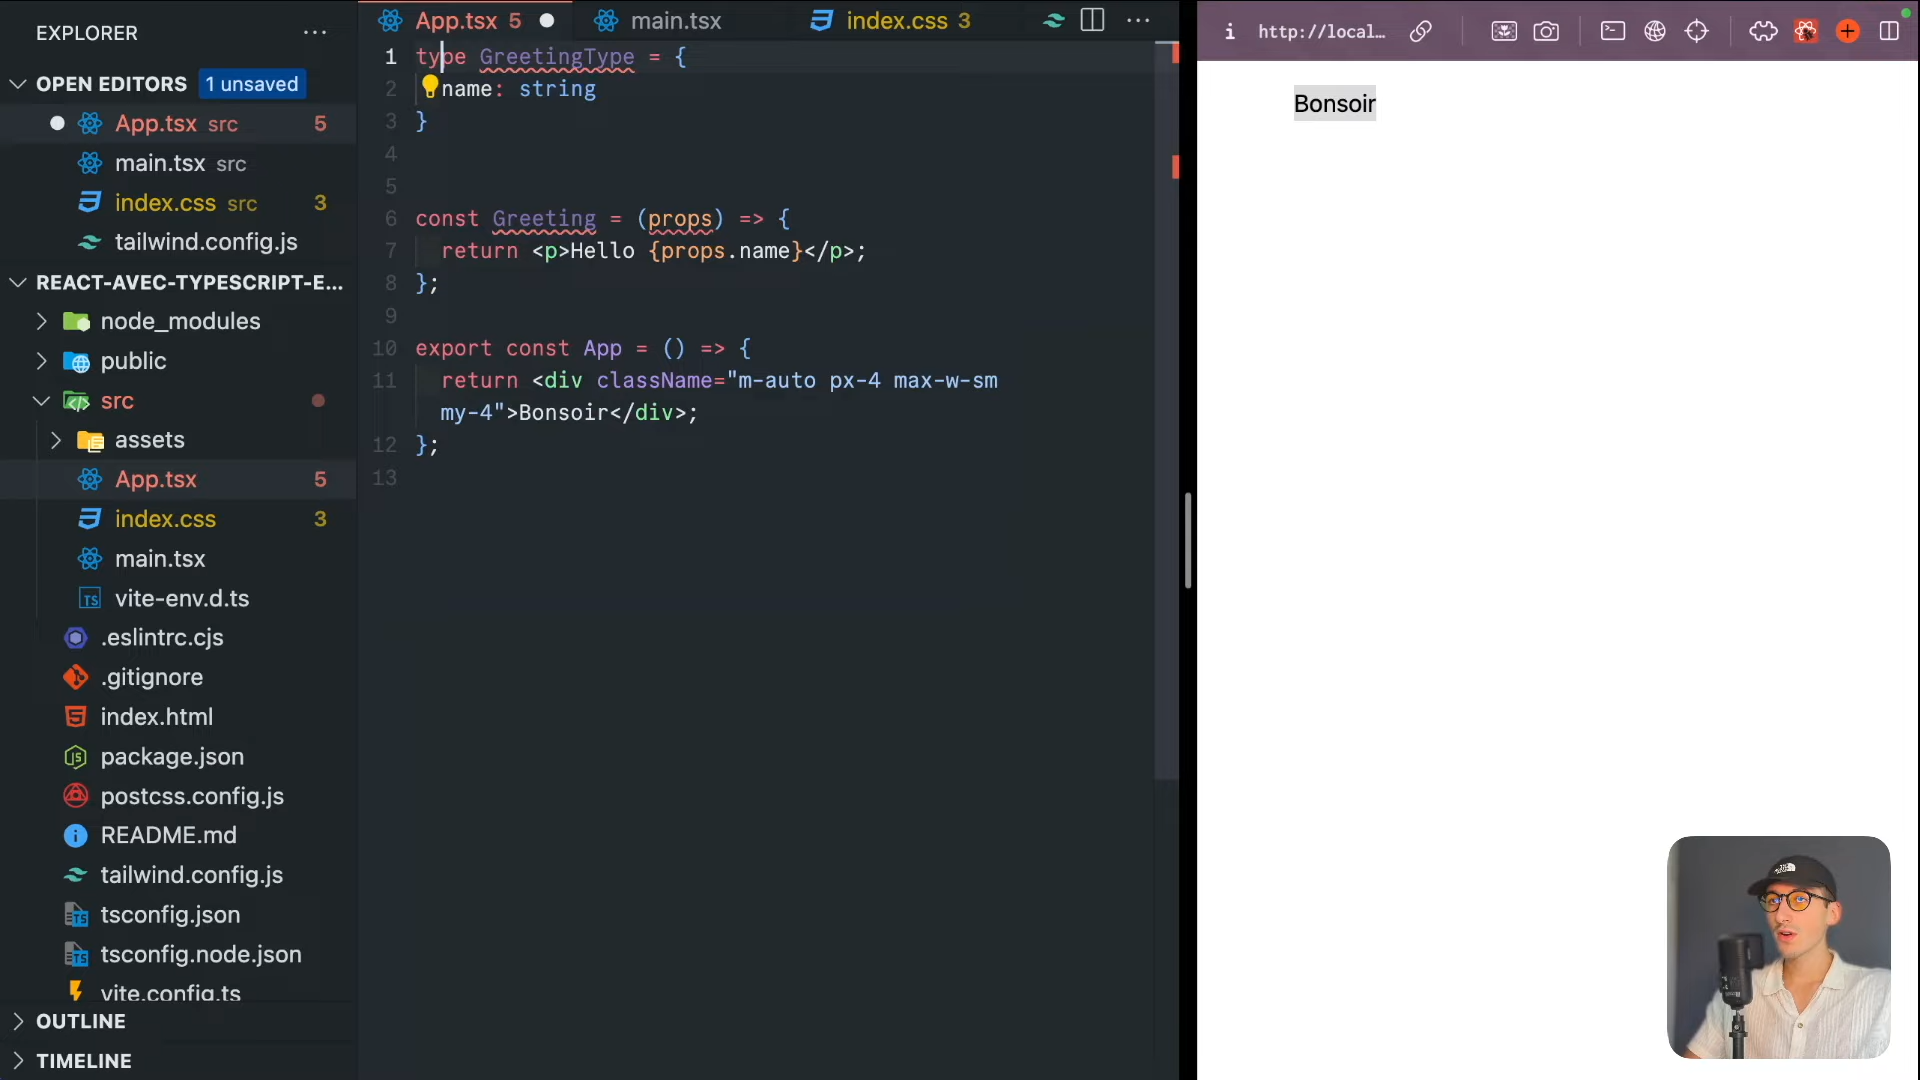 EXPLORER
OPEN EDITORS 1 unsaved
App.tsx src 5
main.tsx src
index.css src 3
tailwind.config.js
REACT-AVEC-TYPESCRIPT-E...
node_modules
public
src
assets
App.tsx 5
index.css 3
main.tsx
vite-env.d.ts
.eslintrc.cjs
.gitignore
index.html
package.json
postcss.config.js
README.md
tailwind.config.js
tsconfig.json
tsconfig.node.json
vite.config.ts
OUTLINE
TIMELINE
App.tsx 5 main.tsx index.css 3
1 type GreetingType = {
2 name: string
3 }
4
5
6 const Greeting = (props) => {
7 return <p>Hello {props.name}</p>;
8 };
9
10 export const App = () => {
11 return <div className="m-auto px-4 max-w-sm
my-4">Bonsoir</div>;
12 };
13
http://local...
Bonsoir